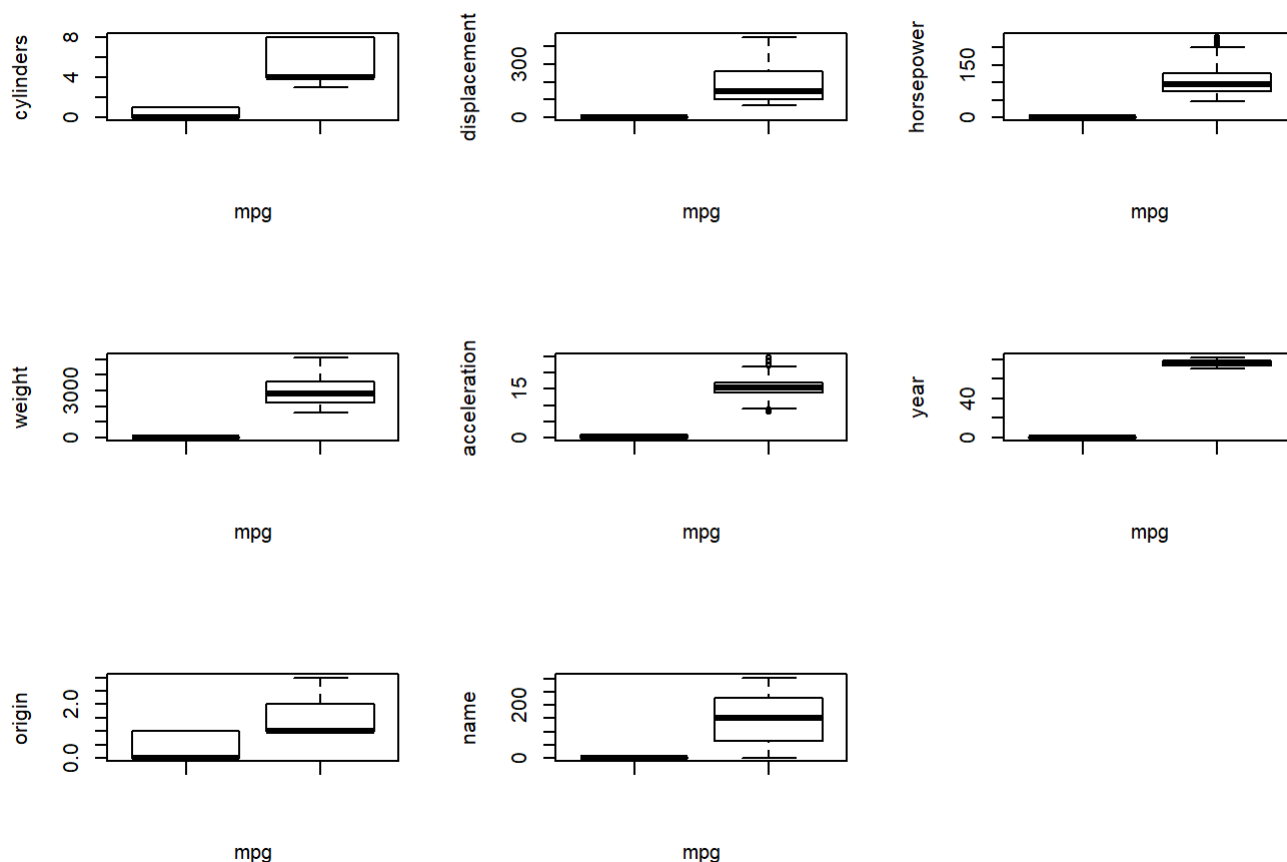 cylinders
8
4
0
mpg
displacement
300
0
mpg
horsepower
150
0
mpg
weight
3000
0
mpg
acceleration
15
0
mpg
year
40
0
mpg
origin
2.0
0.0
mpg
name
200
0
mpg